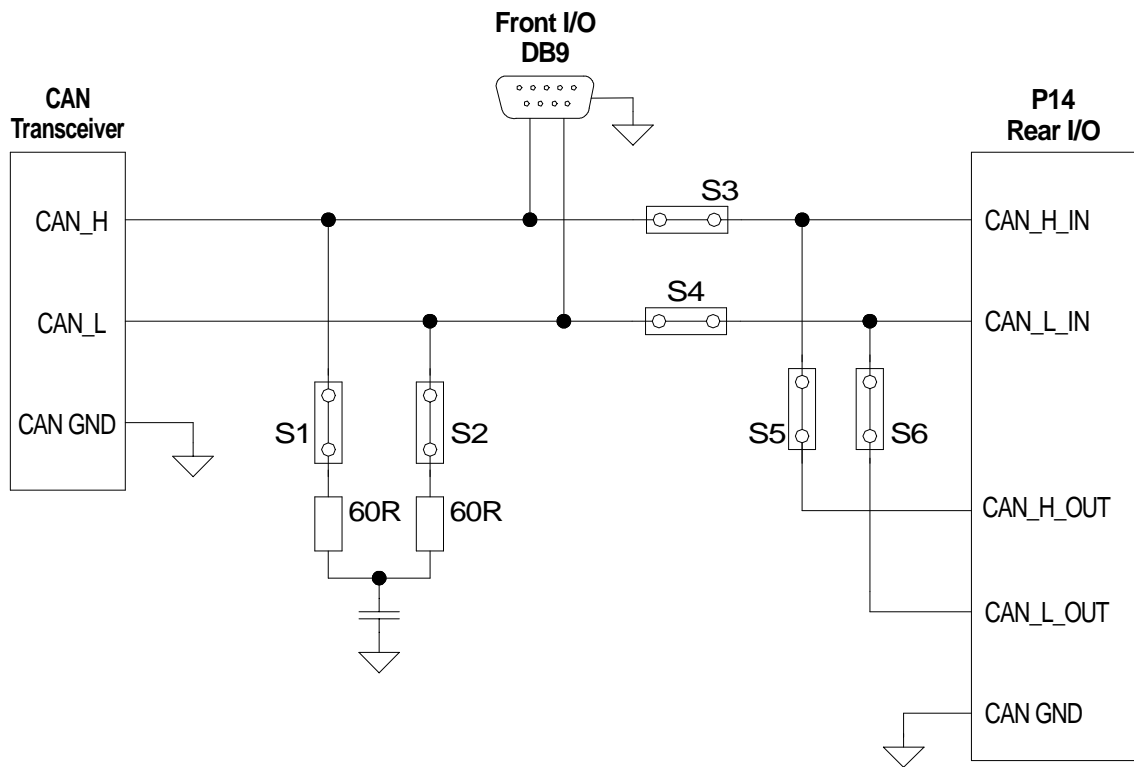 Front I/O
DB9
CAN
Transceiver
P14
Rear I/O
S3
CAN_H
CAN_H_IN
S4
CAN_L
CAN_L_IN
CAN GND
S1
S2
S5
S6
60R
60R
CAN_H_OUT
CAN_L_OUT
CAN GND